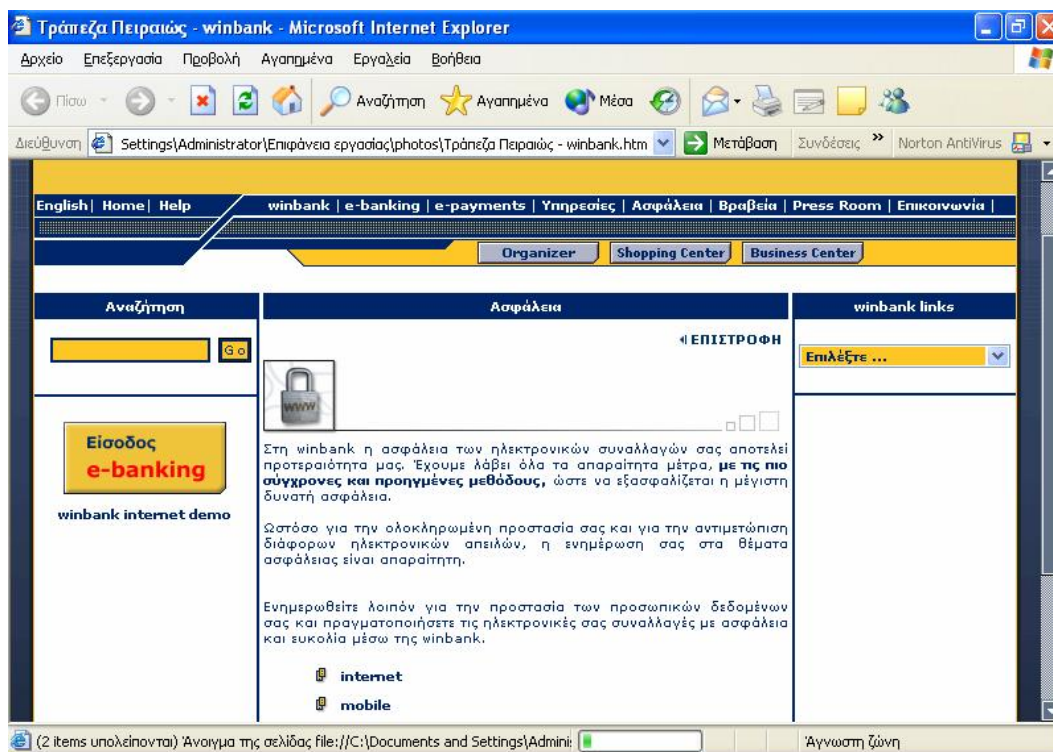 Τράπεζα Πειραιώς - winbank - Microsoft Internet Explorer
Αρχείο Επεξεργασία Προβολή Αγαπημένα Εργαλεία Βοήθεια
Πίσω Αναζήτηση Αγαπημένα Μέσα
Διεύθυνση Settings\Administrator\Επιφάνεια εργασίας\photos\Τράπεζα Πειραιώς - winbank.htm Μετάβαση Συνδέσεις » Norton AntiVirus
English| Home| Help winbank | e-banking | e-payments | Υπηρεσίες | Ασφάλεια | Βραβεία | Press Room | Επικοινωνία |
Organizer Shopping Center Business Center
Αναζήτηση
Go
Είσοδος
e-banking
winbank internet demo
Ασφάλεια
ΕΠΙΣΤΡΟΦΗ
www
Στη winbank η ασφάλεια των ηλεκτρονικών συναλλαγών σας αποτελεί
προτεραιότητα μας. Έχουμε λάβει όλα τα απαραίτητα μέτρα, με τις πιο
σύγχρονες και προηγμένες μεθόδους, ώστε να εξασφαλίζεται η μέγιστη
δυνατή ασφάλεια.
Ωστόσο για την ολοκληρωμένη προστασία σας και για την αντιμετώπιση
διάφορων ηλεκτρονικών απειλών, η ενημέρωση σας στα θέματα
ασφάλειας είναι απαραίτητη.
Ενημερωθείτε λοιπόν για την προστασία των προσωπικών δεδομένων
σας και πραγματοποιήσετε τις ηλεκτρονικές σας συναλλαγές με ασφάλεια
και ευκολία μέσω της winbank.
internet
mobile
winbank links
Επιλέξτε ...
(2 items υπολείπονται) Άνοιγμα της σελίδας file://C:\Documents and Settings\Admini: Άγνωστη ζώνη